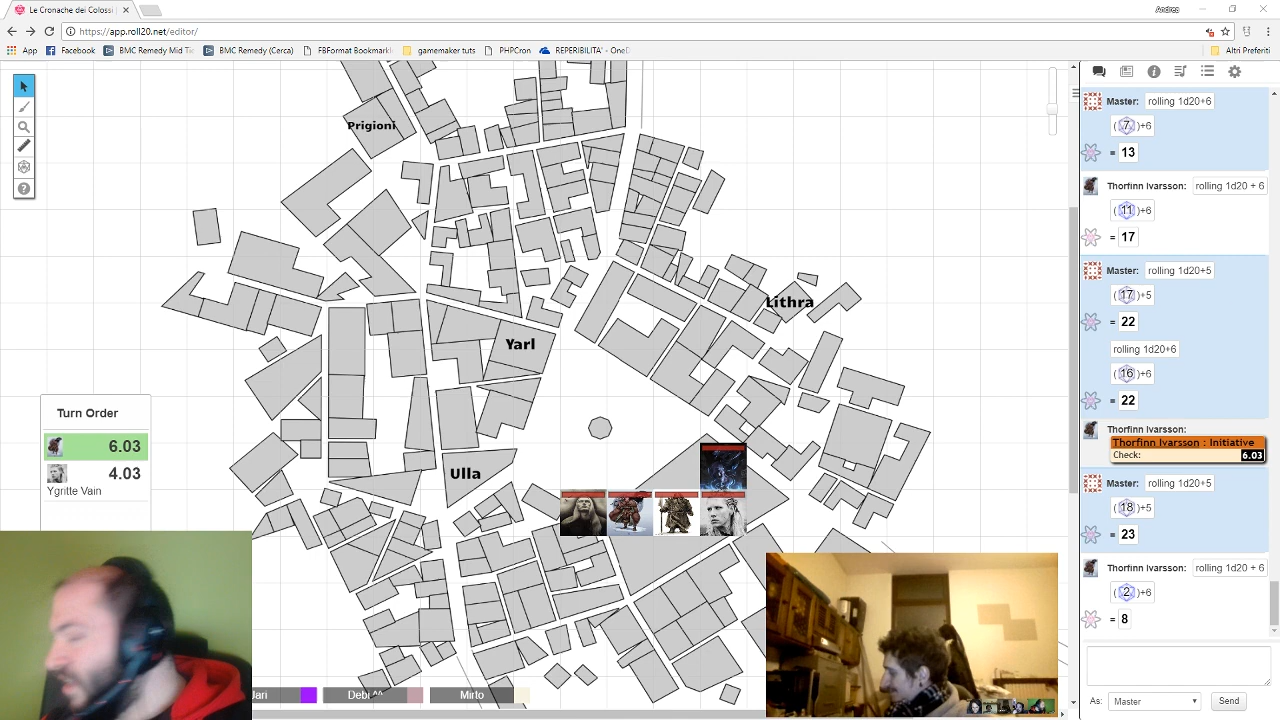 Le Cronache dei Colossi
Andrea
https://app.roll20.net/editor/
App
Facebook
BMC Remedy Mid Tie
BMC Remedy (Cerca)
FBFormat Bookmarkl
gamemaker tuts
PHPCron
REPERIBILITA' - OneD
Altri Preferiti
Prigioni
Lithra
Yarl
Ulla
Turn Order
6.03
4.03
Ygritte Vain
Jari
Debi ^^
Mirto
Master: rolling 1d20+6
(7)+6
= 13
Thorfinn Ivarsson: rolling 1d20 + 6
(11)+6
= 17
Master: rolling 1d20+5
(17)+5
= 22
rolling 1d20+6
(16)+6
= 22
Thorfinn Ivarsson:
Thorfinn Ivarsson : Initiative
Check: 6.03
Master: rolling 1d20+5
(18)+5
= 23
Thorfinn Ivarsson: rolling 1d20 + 6
(2)+6
= 8
As: Master Send